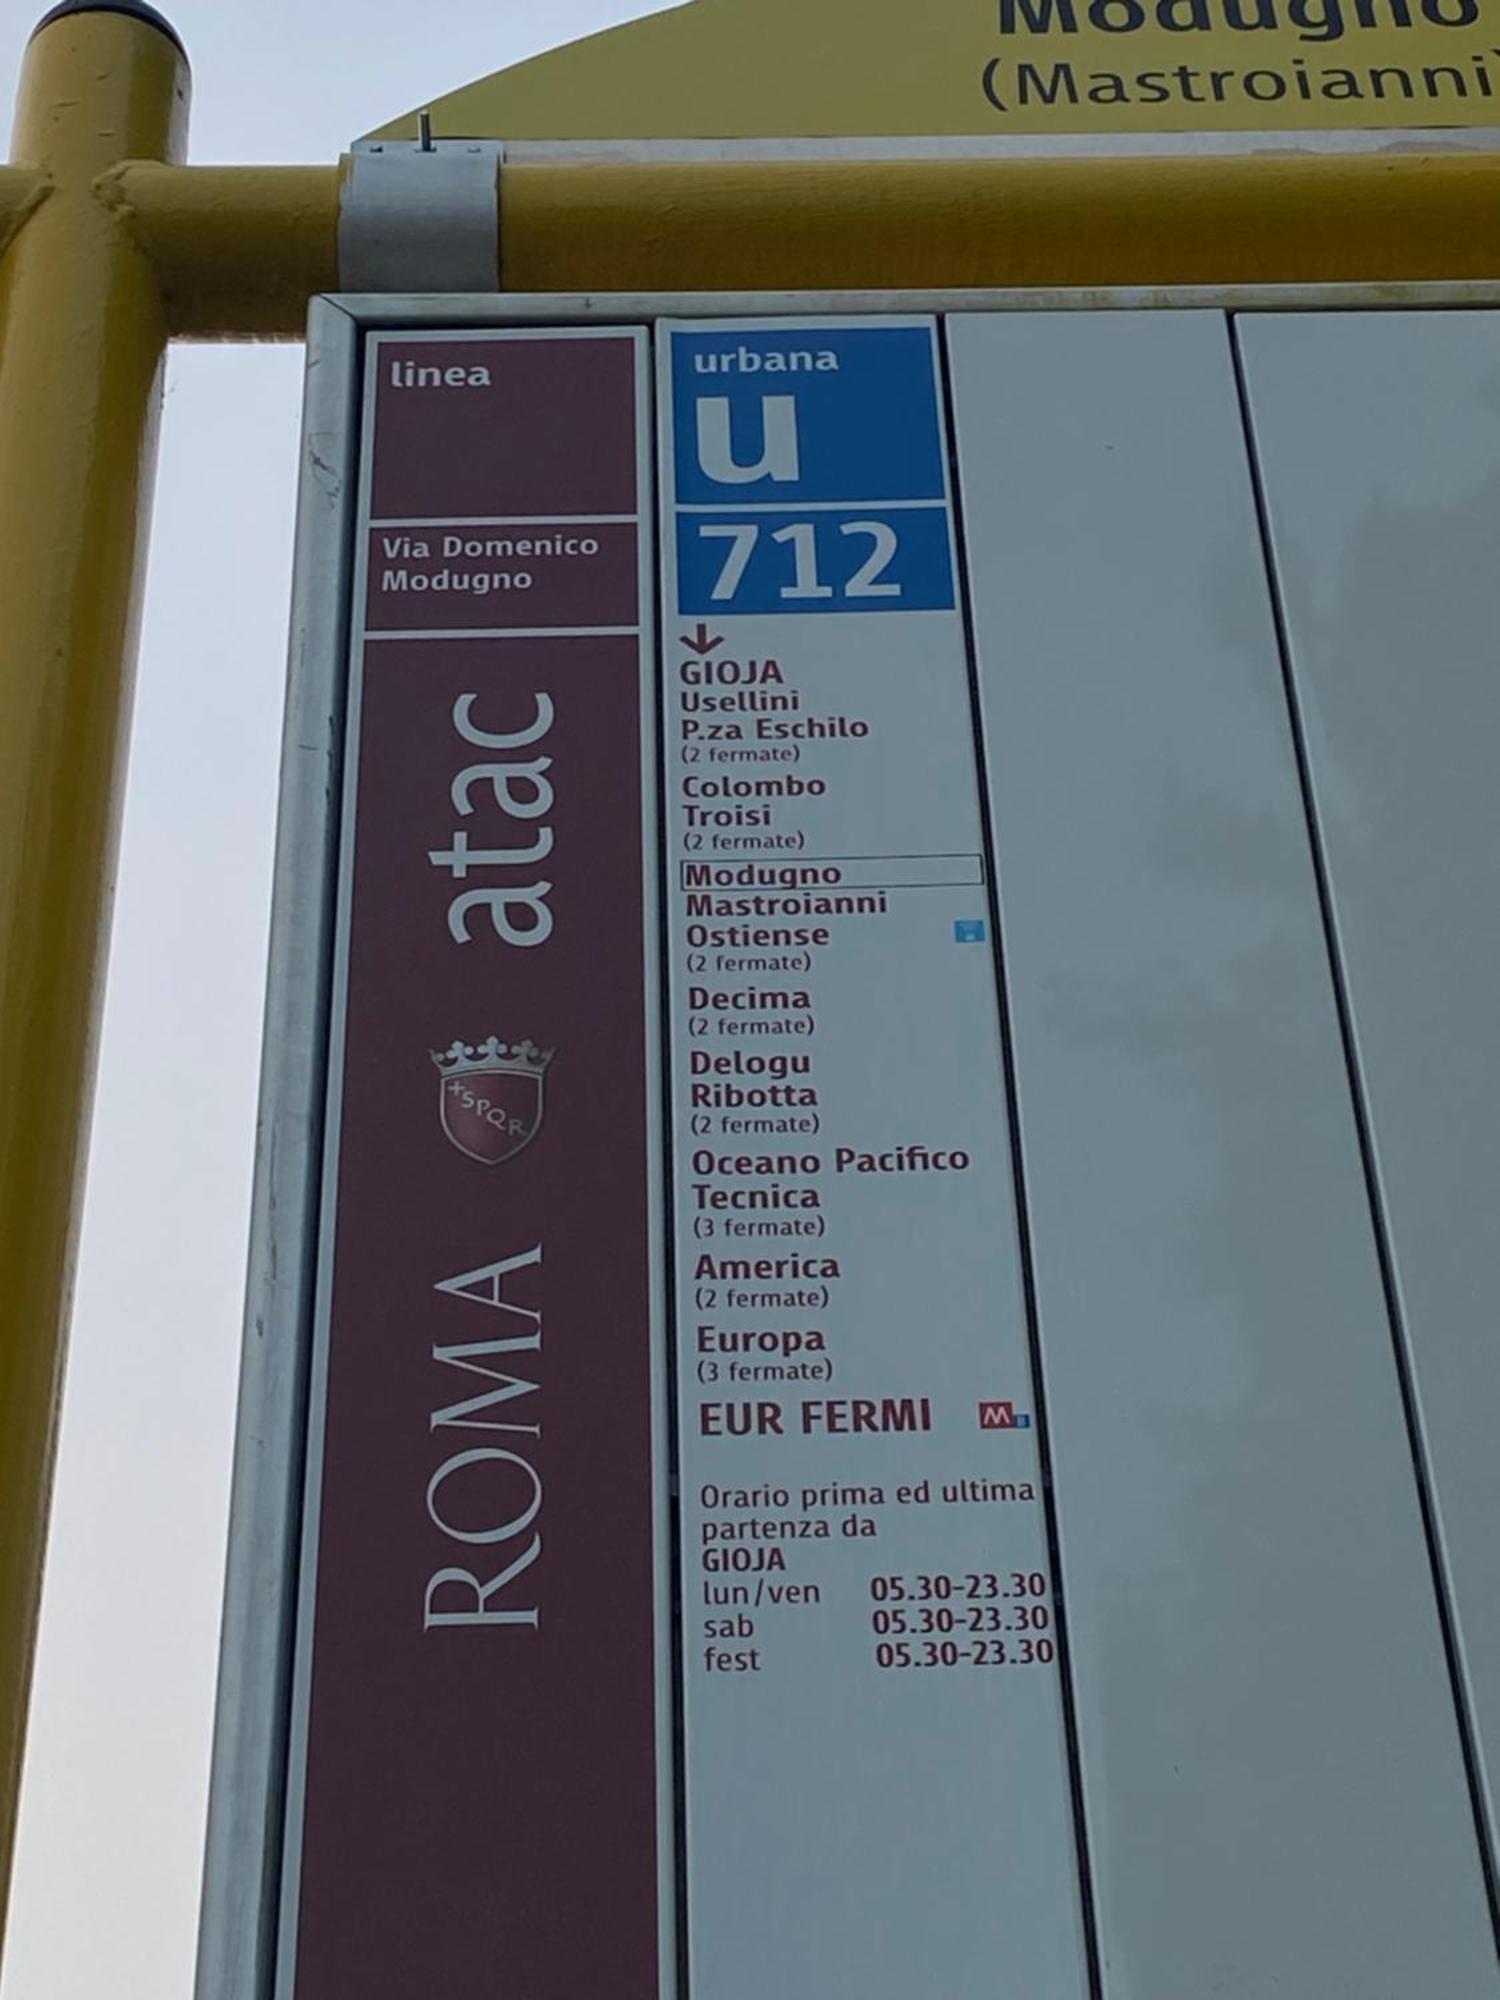 Modugno
(Mastroianni)
linea
Via Domenico
Modugno
atac
SPQR
ROMA
urbana
u
712
GIOJA
Usellini
P.za Eschilo
(2 fermate)
Colombo
Troisi
(2 fermate)
Modugno
Mastroianni
Ostiense
(2 fermate)
Decima
(2 fermate)
Delogu
Ribotta
(2 fermate)
Oceano Pacifico
Tecnica
(3 fermate)
America
(2 fermate)
Europa
(3 fermate)
EUR FERMI M B
Orario prima ed ultima
partenza da
GIOJA
lun/ven 05.30-23.30
sab 05.30-23.30
fest 05.30-23.30